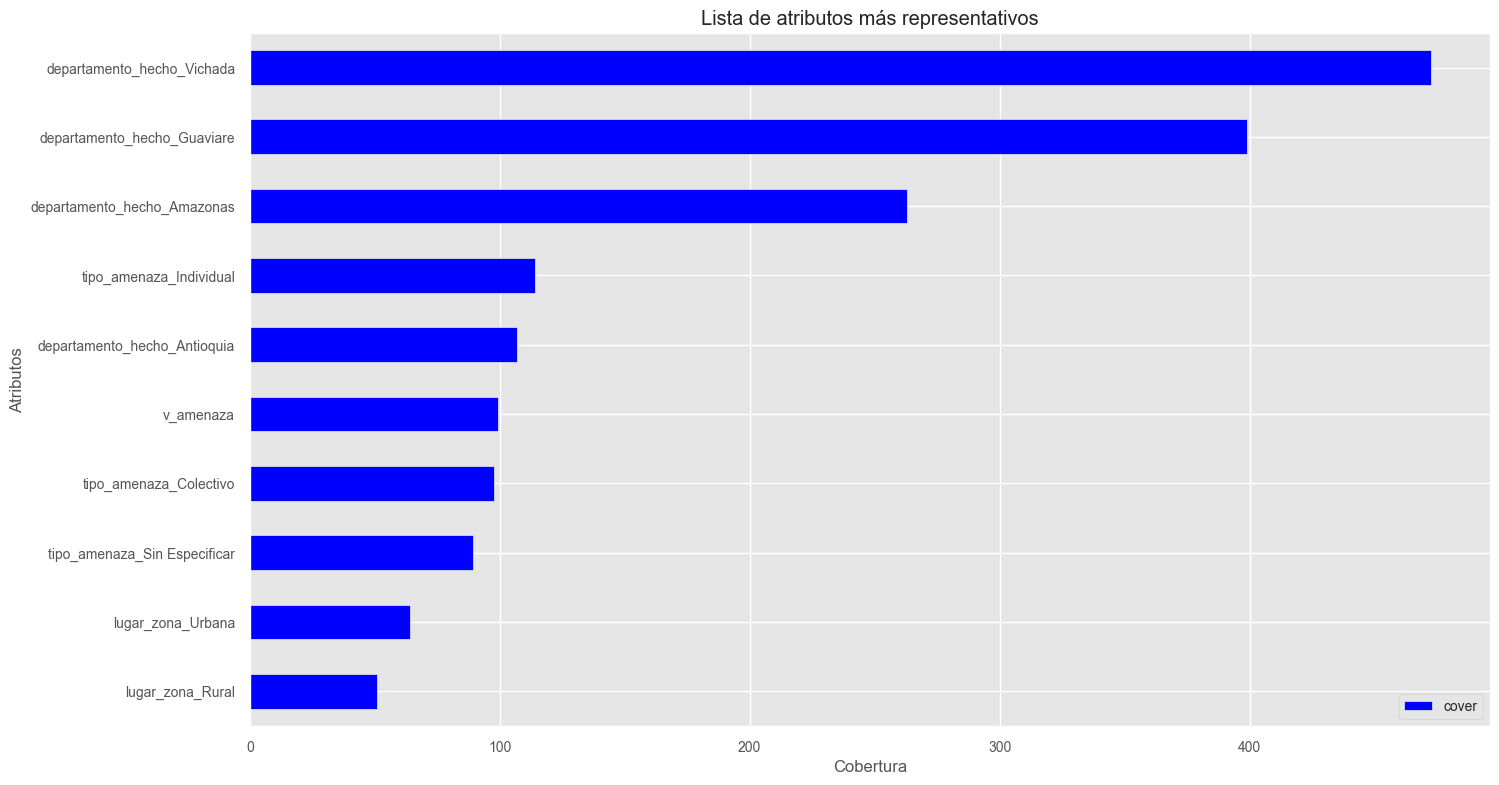 Lista de atributos más representativos
departamento_hecho_Vichada
departamento_hecho_Guaviare
departamento_hecho_Amazonas
tipo_amenaza_Individual
departamento_hecho_Antioquia
v_amenaza
tipo_amenaza_Colectivo
tipo_amenaza_Sin Especificar
lugar_zona_Urbana
lugar_zona_Rural
Atributos
cover
0 100 200 300 400
Cobertura